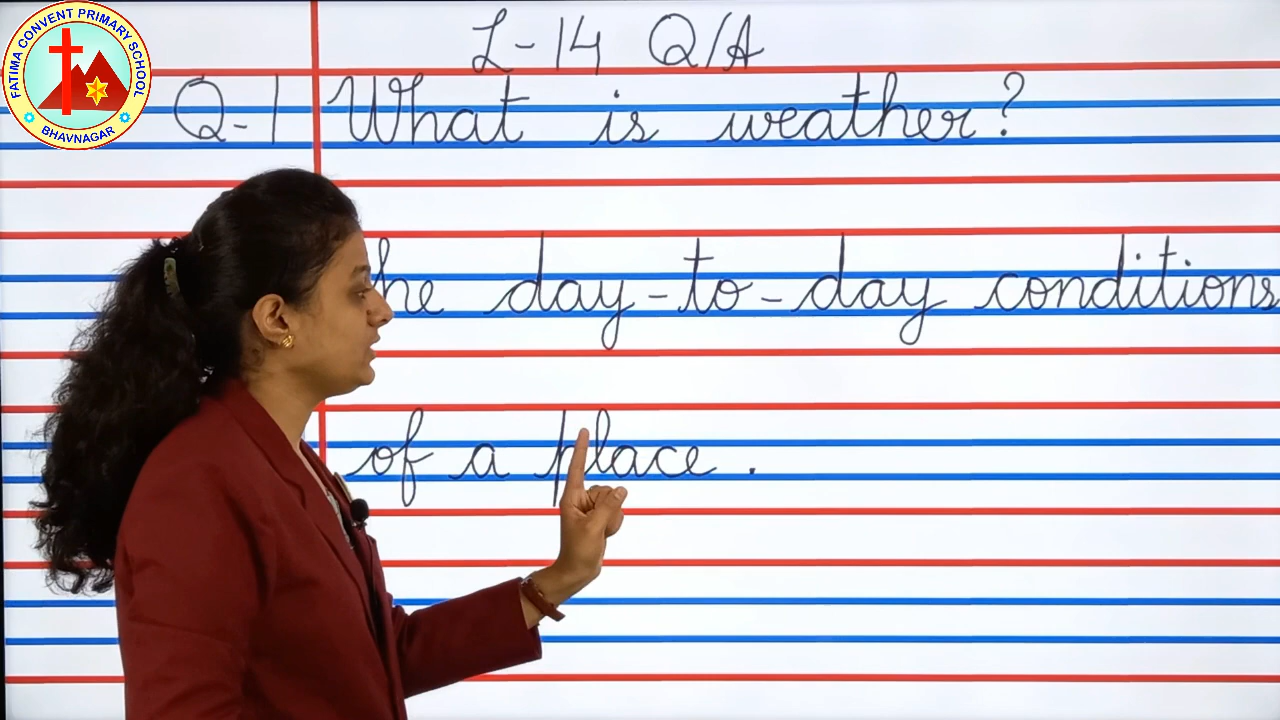 FATIMA CONVENT PRIMARY SCHOOL
BHAVNAGAR
L-14 Q/A
Q-1 What is weather?
he day-to-day conditions
of a place.